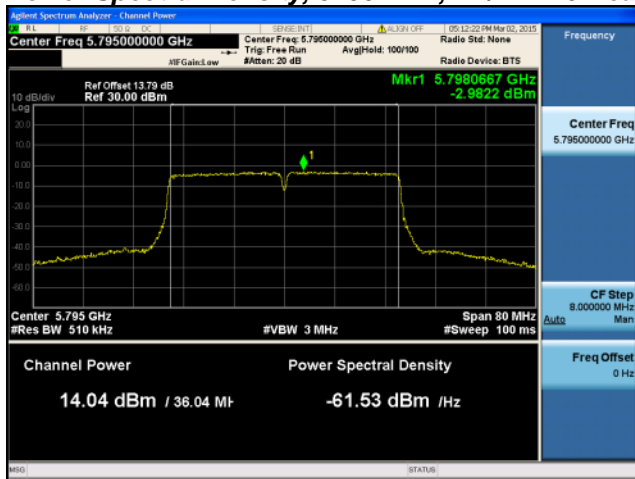 Agilent Spectrum Analyzer - Channel Power
RL RF 50 Ω DC SENSE:INT ALIGN OFF 05:12:22 PM Mar 02, 2015
Center Freq 5.795000000 GHz Center Freq: 5.795000000 GHz Radio Std: None
Trig: Free Run Avg|Hold: 100/100
#IFGain:Low #Atten: 20 dB Radio Device: BTS
Frequency
Mkr1 5.7980667 GHz
-2.9822 dBm
Ref Offset 13.79 dB
10 dB/div Ref 30.00 dBm
Log
20.0
10.0
0.00
-10.0
-20.0
-30.0
-40.0
-50.0
-60.0
1
Center 5.795 GHz Span 80 MHz
#Res BW 510 kHz #VBW 3 MHz #Sweep 100 ms
Channel Power Power Spectral Density
14.04 dBm / 36.04 MH -61.53 dBm /Hz
Center Freq
5.795000000 GHz
CF Step
8.000000 MHz
Auto Man
Freq Offset
0 Hz
MSG STATUS